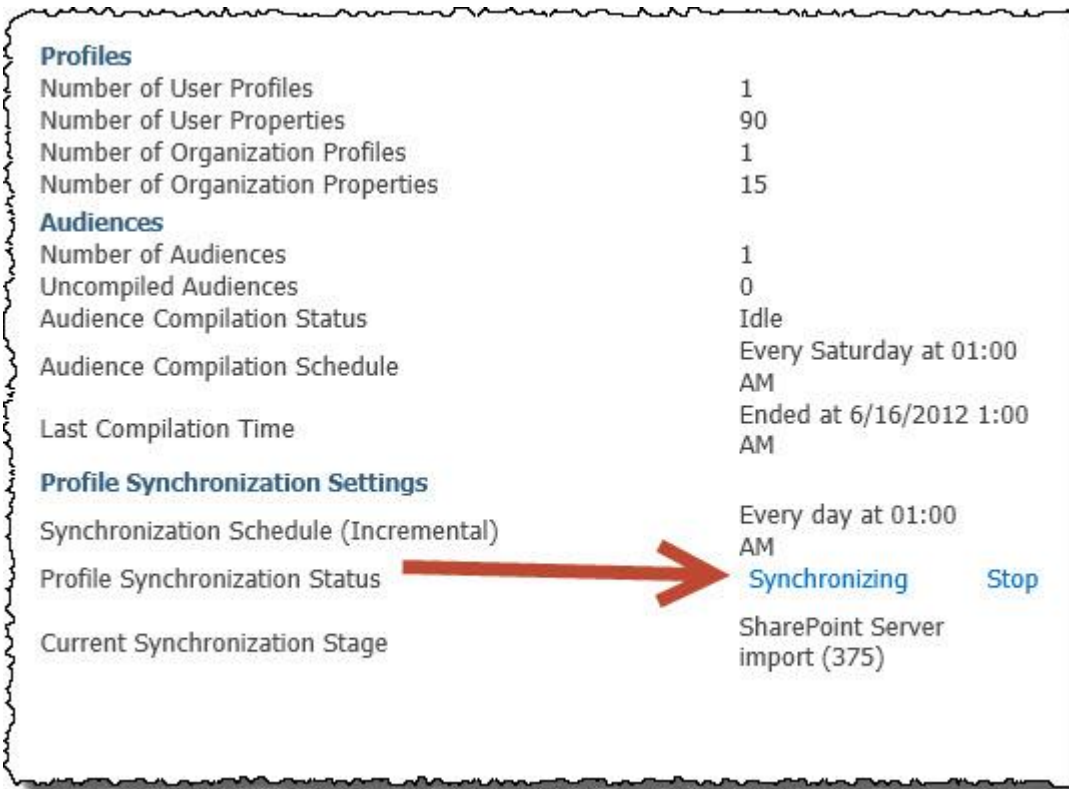 Profiles
Number of User Profiles 1
Number of User Properties 90
Number of Organization Profiles 1
Number of Organization Properties 15
Audiences
Number of Audiences 1
Uncompiled Audiences 0
Audience Compilation Status Idle
Audience Compilation Schedule Every Saturday at 01:00
AM
Last Compilation Time Ended at 6/16/2012 1:00
AM
Profile Synchronization Settings
Synchronization Schedule (Incremental) Every day at 01:00
AM
Profile Synchronization Status Synchronizing Stop
Current Synchronization Stage SharePoint Server
import (375)